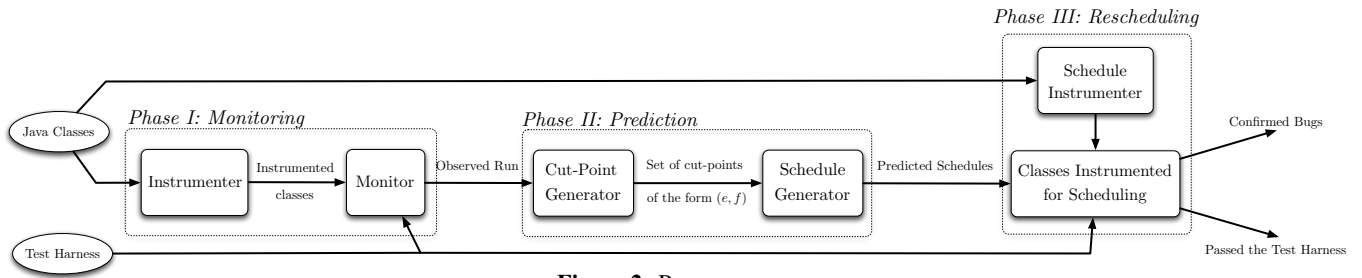 Phase III: Rescheduling
Schedule
Instrumenter
Java Classes
Phase I: Monitoring
Phase II: Prediction
Confirmed Bugs
Instrumenter
Instrumented
classes
Monitor
Observed Run
Cut-Point
Generator
Set of cut-points
of the form (e, f)
Schedule
Generator
Predicted Schedules
Classes Instrumented
for Scheduling
Test Harness
Passed the Test Harness